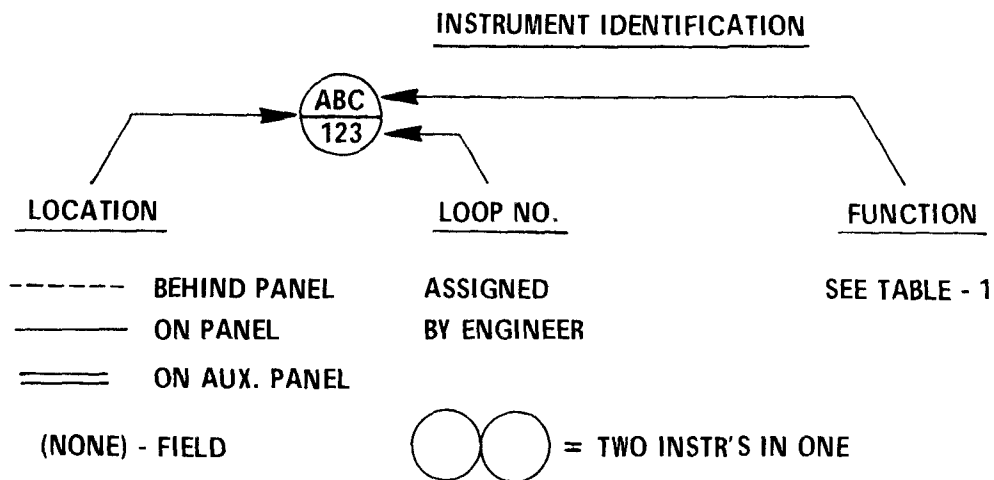 INSTRUMENT IDENTIFICATION
ABC
123
LOCATION
LOOP NO.
FUNCTION
BEHIND PANEL
ASSIGNED
SEE TABLE - 1
ON PANEL
BY ENGINEER
ON AUX. PANEL
(NONE) - FIELD
= TWO INSTR'S IN ONE